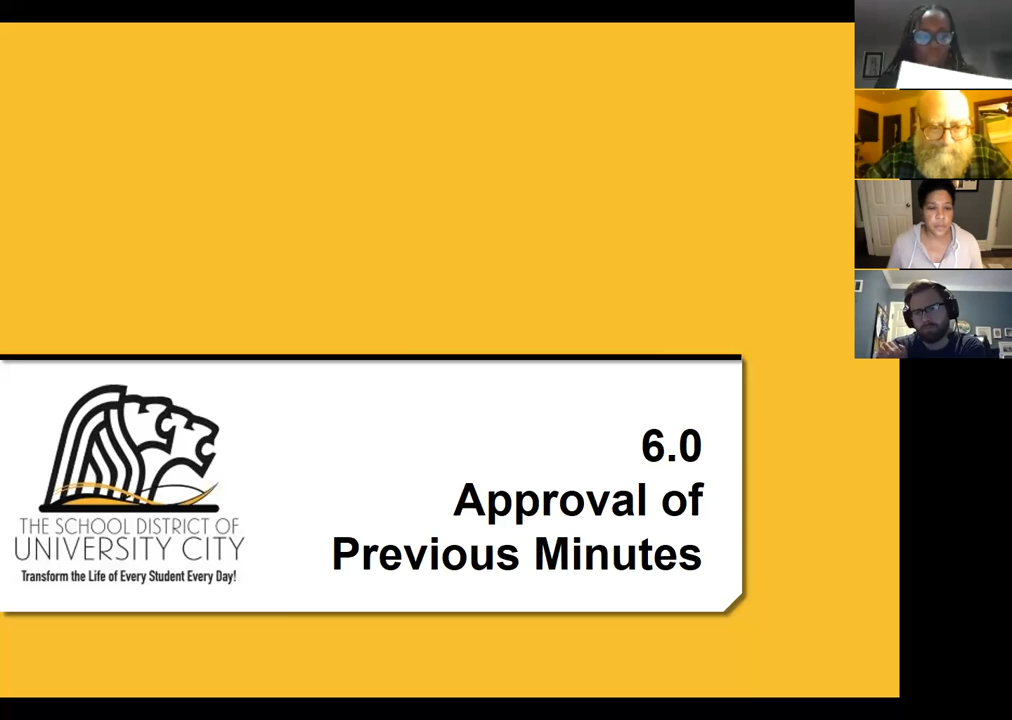 6.0
Approval of
Previous Minutes
THE SCHOOL DISTRICT OF
UNIVERSITY CITY
Transform the Life of Every Student Every Day!